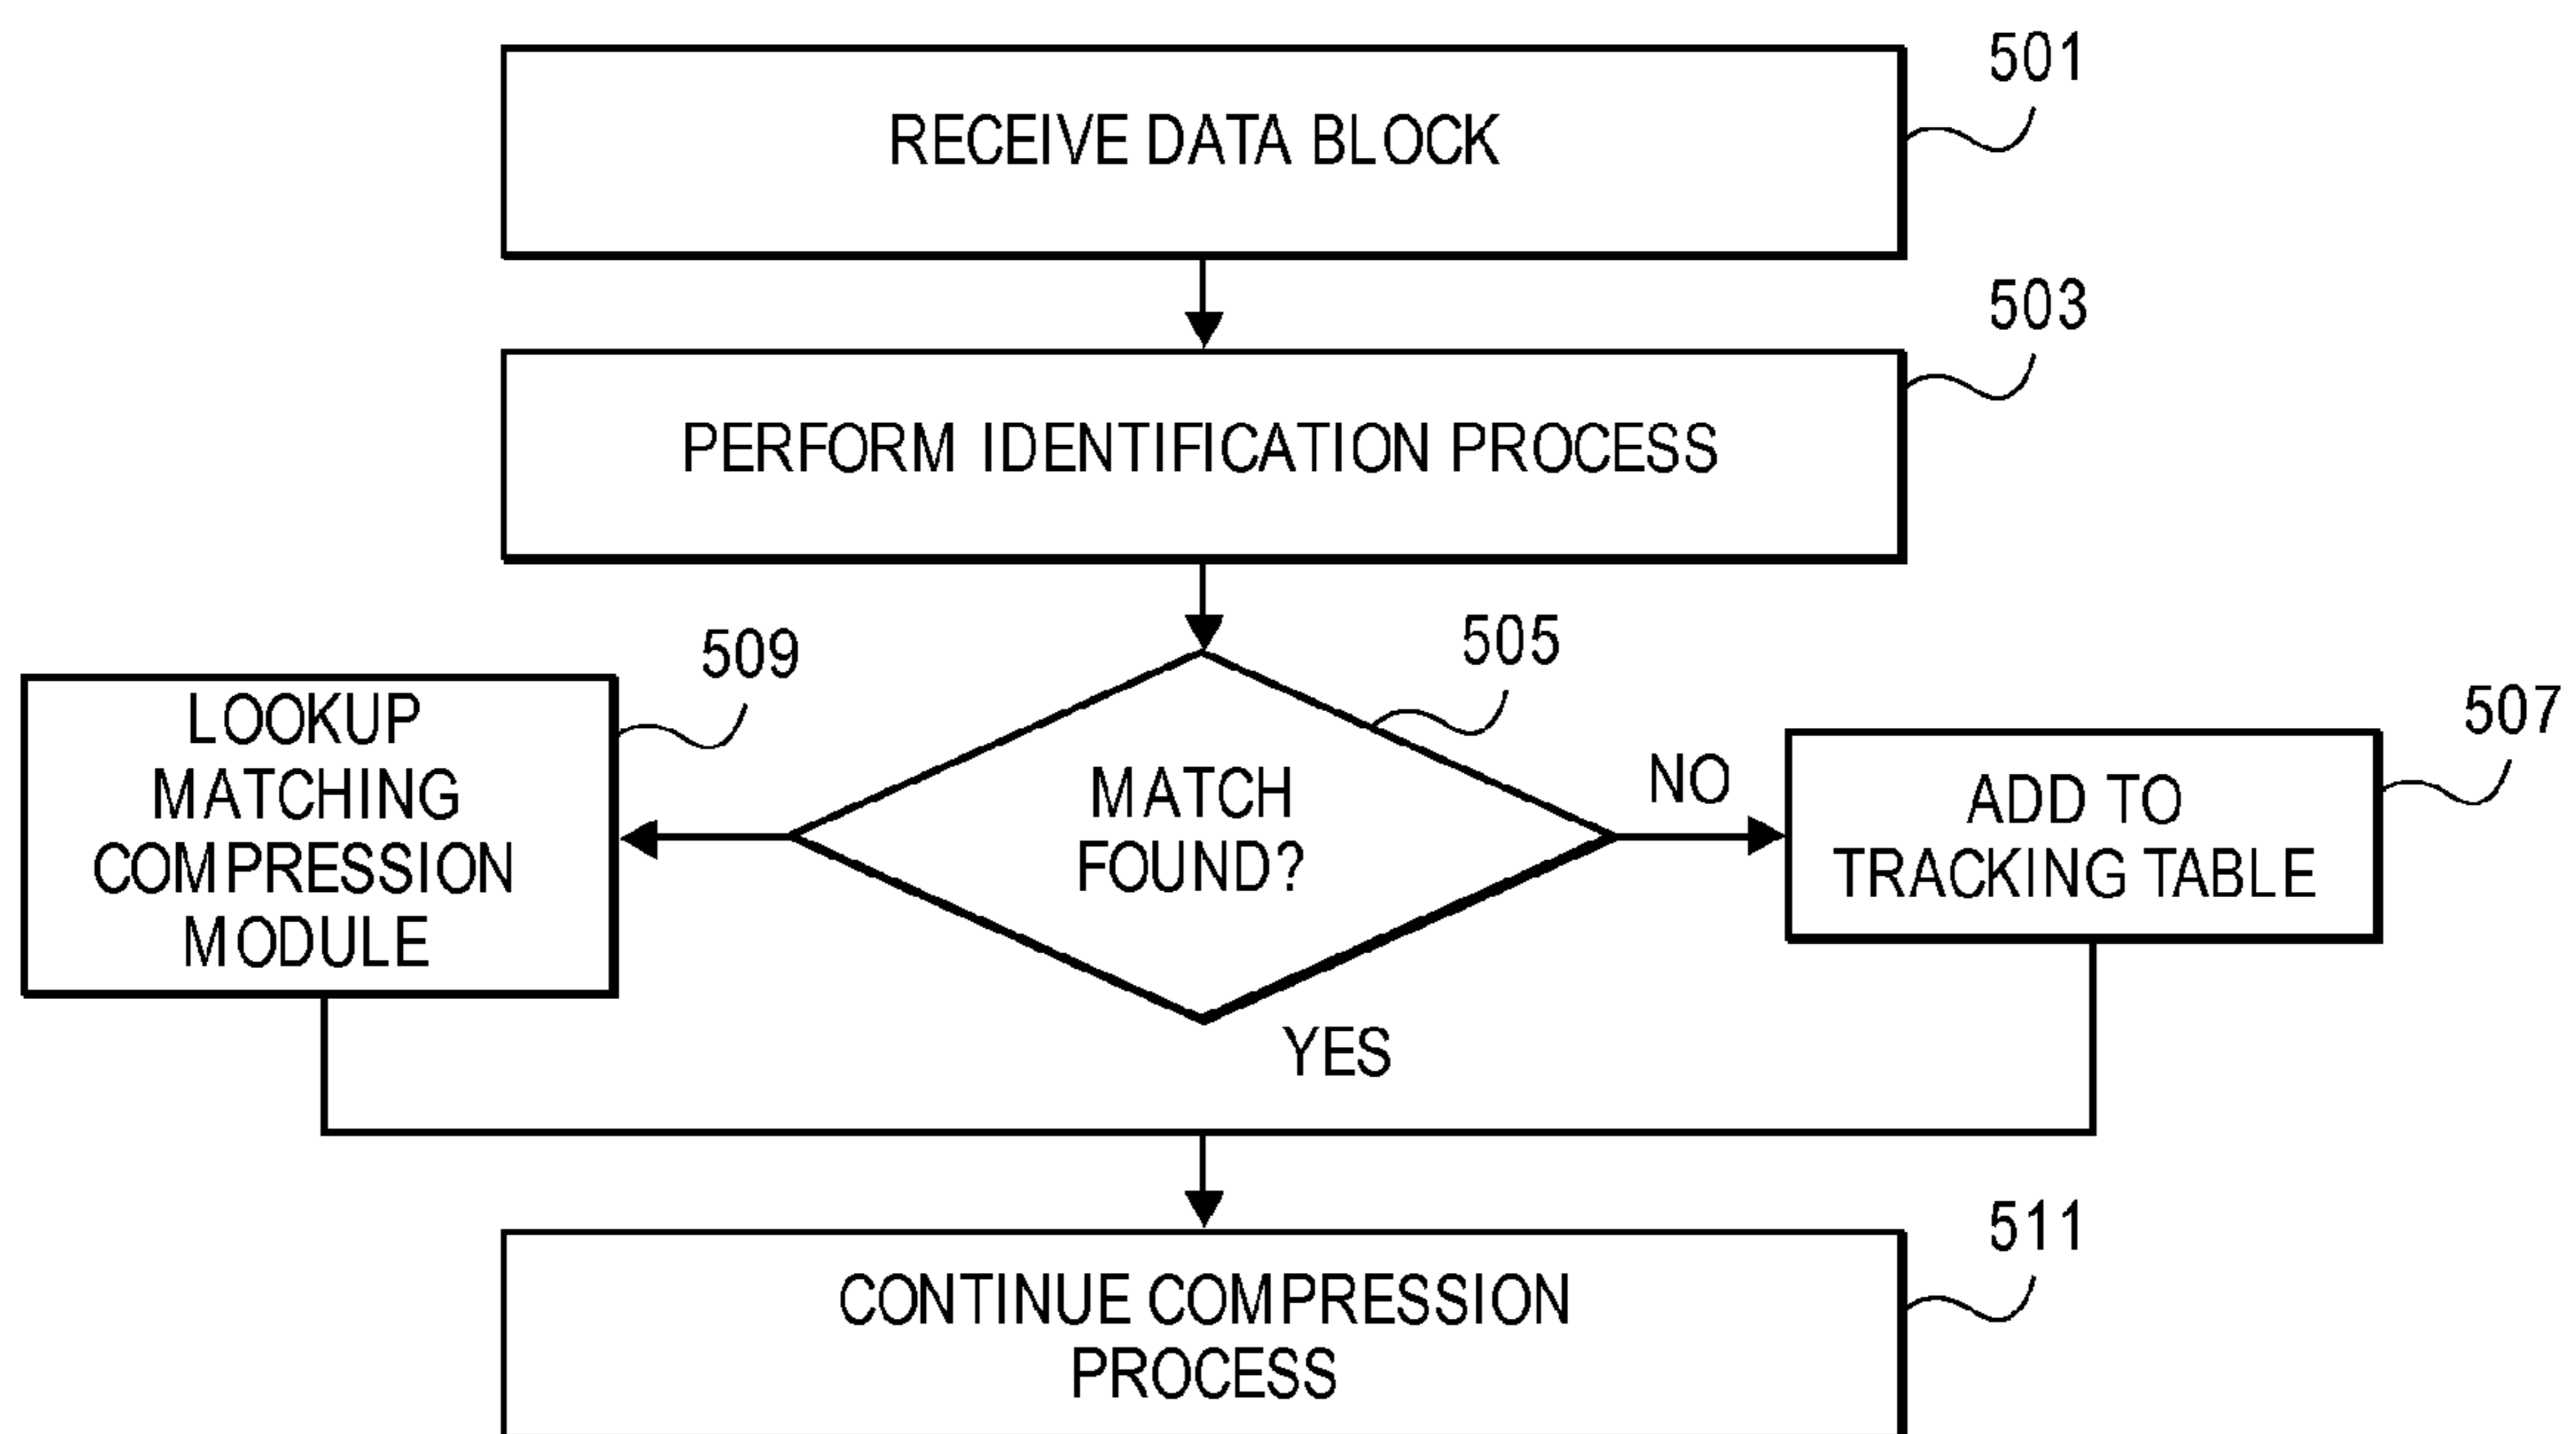 501
RECEIVE DATA BLOCK
503
PERFORM IDENTIFICATION PROCESS
509
LOOKUP
MATCHING
COMPRESSION
MODULE
505
MATCH
FOUND?
NO
507
ADD TO
TRACKING TABLE
YES
511
CONTINUE COMPRESSION
PROCESS